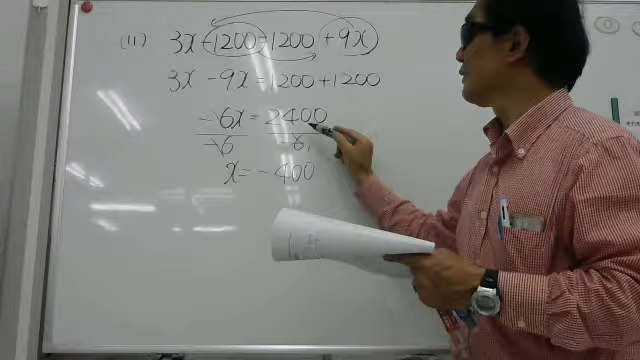 (11) 3x - 1200 = 1200 + 9x
3x - 9x = 1200 + 1200
-6x = 2400
-6 -6
x = -400